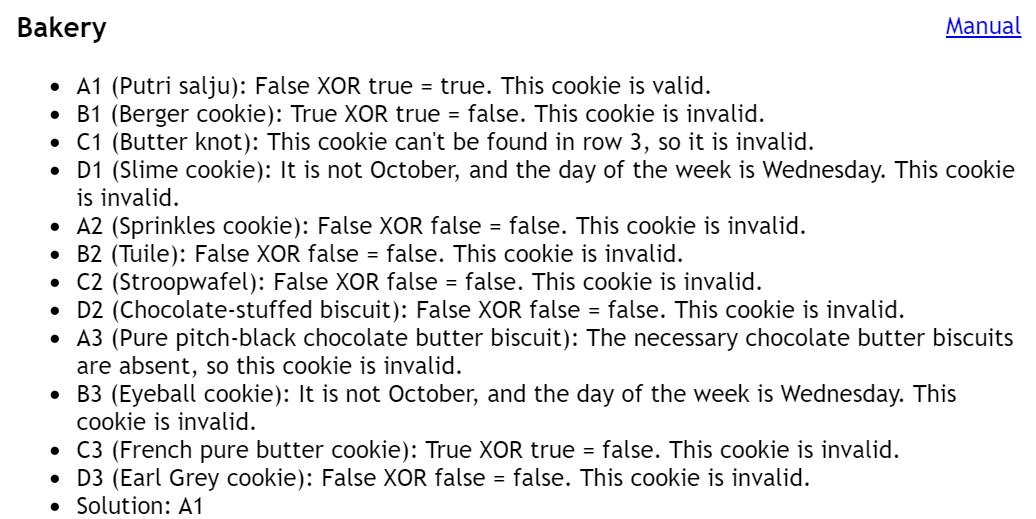 Bakery
Manual
• A1 (Putri salju): False XOR true = true. This cookie is valid.
• B1 (Berger cookie): True XOR true = false. This cookie is invalid.
• C1 (Butter knot): This cookie can't be found in row 3, so it is invalid.
• D1 (Slime cookie): It is not October, and the day of the week is Wednesday. This cookie
is invalid.
• A2 (Sprinkles cookie): False XOR false = false. This cookie is invalid.
• B2 (Tuile): False XOR false = false. This cookie is invalid.
• C2 (Stroopwafel): False XOR false = false. This cookie is invalid.
• D2 (Chocolate-stuffed biscuit): False XOR false = false. This cookie is invalid.
• A3 (Pure pitch-black chocolate butter biscuit): The necessary chocolate butter biscuits
are absent, so this cookie is invalid.
• B3 (Eyeball cookie): It is not October, and the day of the week is Wednesday. This
cookie is invalid.
• C3 (French pure butter cookie): True XOR true = false. This cookie is invalid.
• D3 (Earl Grey cookie): False XOR false = false. This cookie is invalid.
• Solution: A1